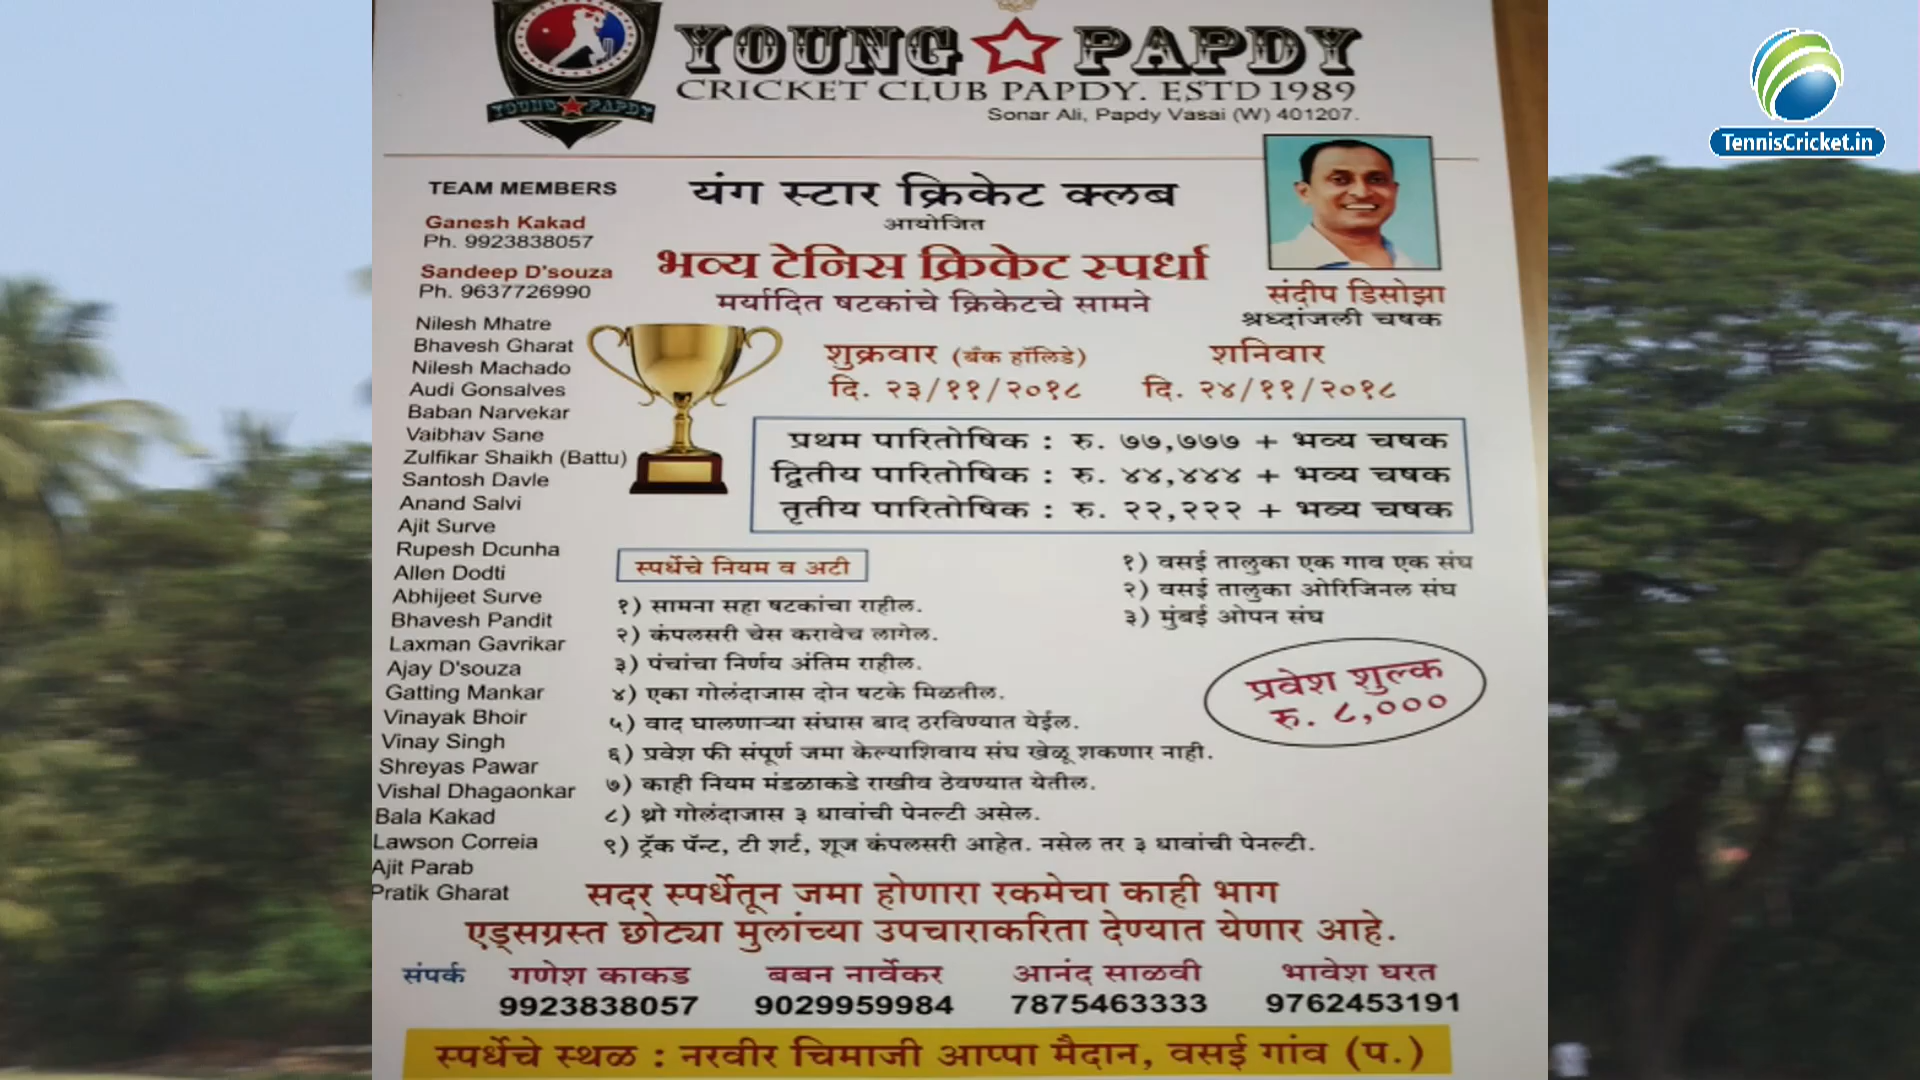 YOUNG PAPDY
CRICKET CLUB PAPDY. ESTD 1989
Sonar Ali, Papdy Vasai (W) 401207.
YOUNG PAPDY
TennisCricket.in
TEAM MEMBERS
Ganesh Kakad
Ph. 9923838057
Sandeep D'souza
Ph. 9637726990
Nilesh Mhatre
Bhavesh Gharat
Nilesh Machado
Audi Gonsalves
Baban Narvekar
Vaibhav Sane
Zulfikar Shaikh (Battu)
Santosh Davle
Anand Salvi
Ajit Surve
Rupesh Dcunha
Allen Dodti
Abhijeet Surve
Bhavesh Pandit
Laxman Gavrikar
Ajay D'souza
Gatting Mankar
Vinayak Bhoir
Vinay Singh
Shreyas Pawar
Vishal Dhagaonkar
Bala Kakad
Lawson Correia
Ajit Parab
Pratik Gharat
यंग स्टार क्रिकेट क्लब
आयोजित
भव्य टेनिस क्रिकेट स्पर्धा
मर्यादित षटकांचे क्रिकेटचे सामने
संदीप डिसोझा
श्रध्दांजली चषक
शुक्रवार (बँक हॉलिडे) शनिवार
दि. २३/११/२०१८ दि. २४/११/२०१८
प्रथम पारितोषिक : रु. ७७,७७७ + भव्य चषक
द्वितीय पारितोषिक : रु. ४४,४४४ + भव्य चषक
तृतीय पारितोषिक : रु. २२,२२२ + भव्य चषक
स्पर्धेचे नियम व अटी
१) सामना सहा षटकांचा राहील.
२) कंपलसरी चेस करावेच लागेल.
३) पंचांचा निर्णय अंतिम राहील.
४) एका गोलंदाजास दोन षटके मिळतील.
५) वाद घालणाऱ्या संघास बाद ठरविण्यात येईल.
६) प्रवेश फी संपूर्ण जमा केल्याशिवाय संघ खेळू शकणार नाही.
७) काही नियम मंडळाकडे राखीव ठेवण्यात येतील.
८) थ्रो गोलंदाजास ३ धावांची पेनल्टी असेल.
९) ट्रॅक पॅन्ट, टी शर्ट, शूज कंपलसरी आहेत. नसेल तर ३ धावांची पेनल्टी.
१) वसई तालुका एक गाव एक संघ
२) वसई तालुका ओरिजिनल संघ
३) मुंबई ओपन संघ
प्रवेश शुल्क
रु. ८,०००
सदर स्पर्धेतून जमा होणारा रकमेचा काही भाग
एड्सग्रस्त छोट्या मुलांच्या उपचाराकरिता देण्यात येणार आहे.
संपर्क गणेश काकड बबन नार्वेकर आनंद साळवी भावेश घरत
9923838057 9029959984 7875463333 9762453191
स्पर्धेचे स्थळ : नरवीर चिमाजी आप्पा मैदान, वसई गांव (प.)